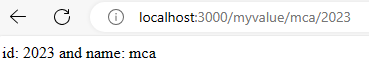 localhost:3000/myvalue/mca/2023
id: 2023 and name: mca